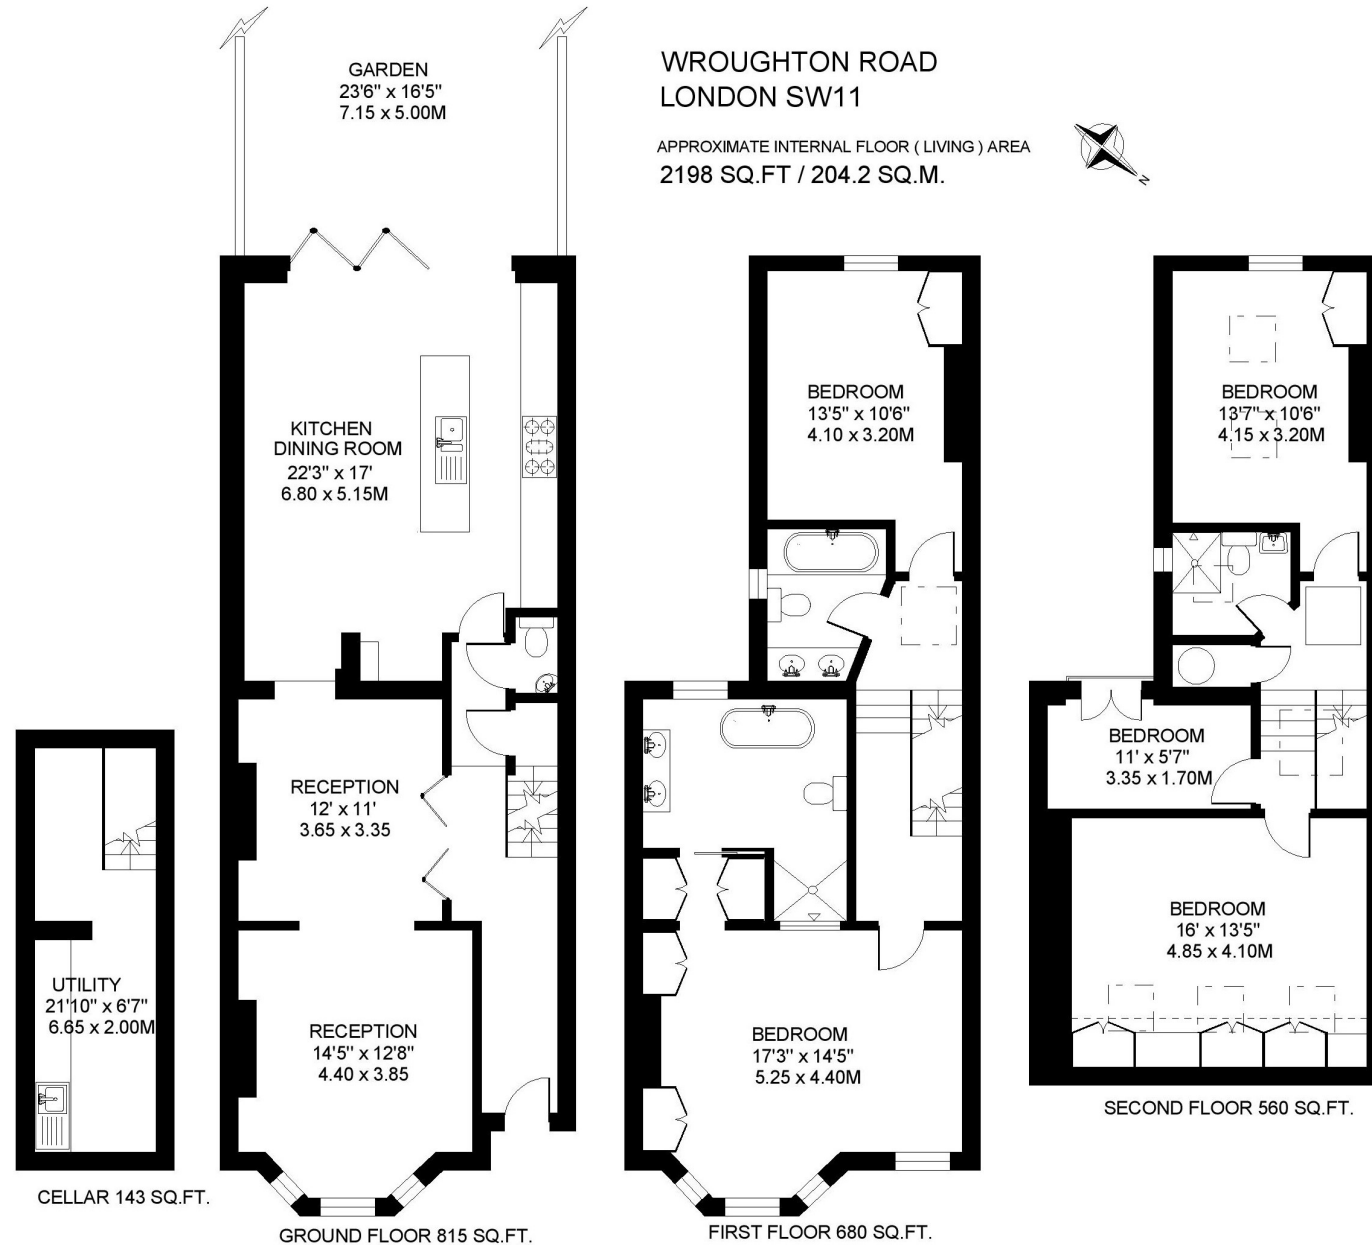 WROUGHTON ROAD
LONDON SW11
APPROXIMATE INTERNAL FLOOR ( LIVING ) AREA
2198 SQ.FT / 204.2 SQ.M.
N
GARDEN
23'6" x 16'5"
7.15 x 5.00M
KITCHEN
DINING ROOM
22'3" x 17'
6.80 x 5.15M
RECEPTION
12' x 11'
3.65 x 3.35
RECEPTION
14'5" x 12'8"
4.40 x 3.85
GROUND FLOOR 815 SQ.FT.
UTILITY
21'10" x 6'7"
6.65 x 2.00M
CELLAR 143 SQ.FT.
BEDROOM
13'5" x 10'6"
4.10 x 3.20M
BEDROOM
17'3" x 14'5"
5.25 x 4.40M
FIRST FLOOR 680 SQ.FT.
BEDROOM
13'7" x 10'6"
4.15 x 3.20M
BEDROOM
11' x 5'7"
3.35 x 1.70M
BEDROOM
16' x 13'5"
4.85 x 4.10M
SECOND FLOOR 560 SQ.FT.